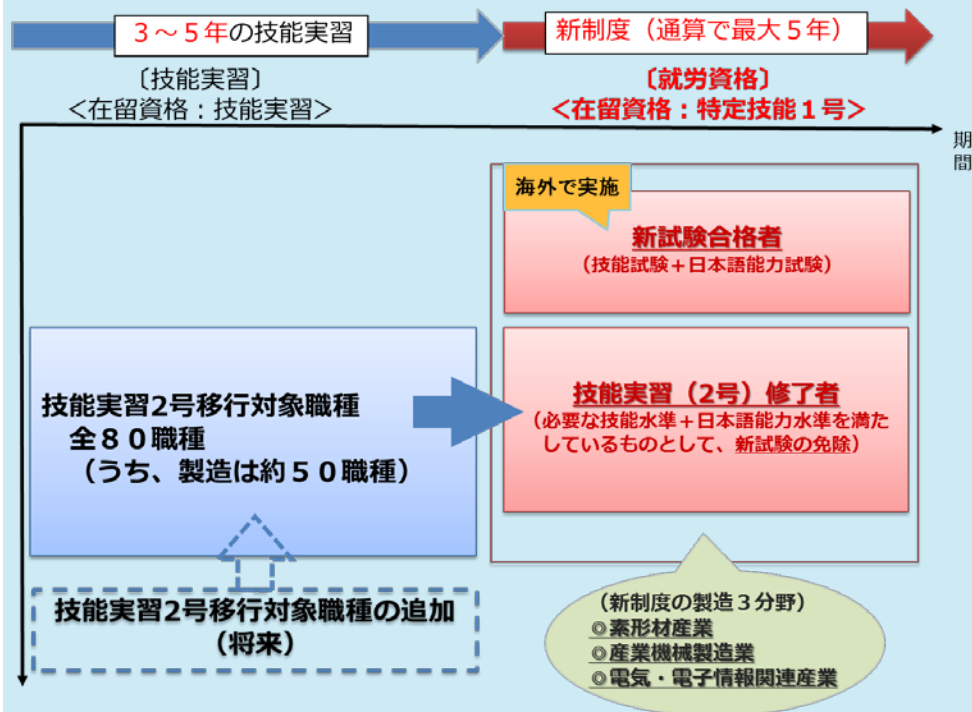 ３～５年の技能実習
新制度（通算で最大５年）
〔技能実習〕
＜在留資格：技能実習＞
〔就労資格〕
＜在留資格：特定技能１号＞
期間
海外で実施
新試験合格者
（技能試験＋日本語能力試験）
技能実習2号移行対象職種
全８０職種
（うち、製造は約５０職種）
技能実習（2号）修了者
（必要な技能水準＋日本語能力水準を満た
しているものとして、新試験の免除）
技能実習2号移行対象職種の追加
（将来）
（新制度の製造３分野）
◎素形材産業
◎産業機械製造業
◎電気・電子情報関連産業